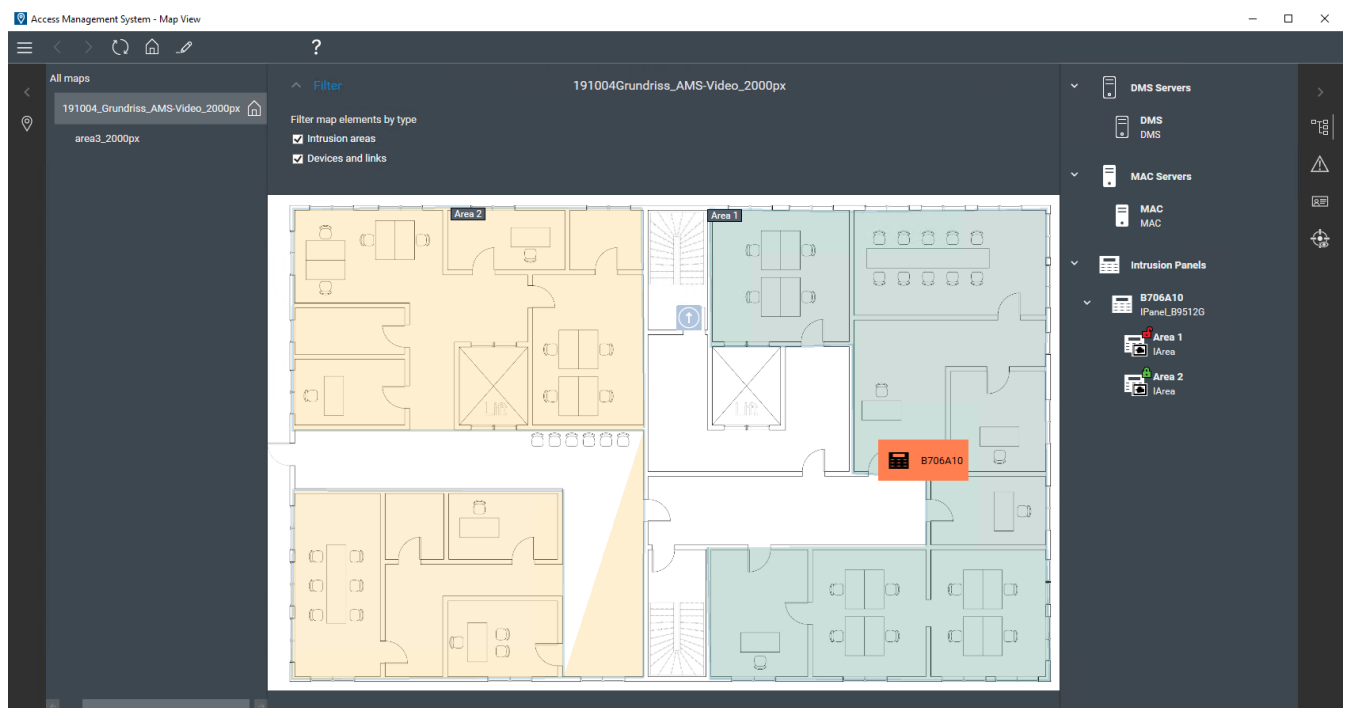 Access Management System - Map View
?
All maps
191004_Grundriss_AMS-Video_2000px
area3_2000px
Filter
191004Grundriss_AMS-Video_2000px
Filter map elements by type
Intrusion areas
Devices and links
Area 2
Area 1
Lift
Lift
B706A10
DMS Servers
DMS
DMS
MAC Servers
MAC
MAC
Intrusion Panels
B706A10
IPanel_B9512G
Area 1
IArea
Area 2
IArea